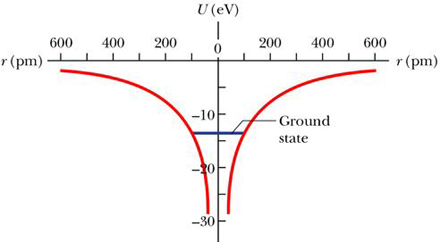 U (eV)
600 400 200 0 200 400 600
r (pm) r (pm)
–10
Ground
state
–20
–30